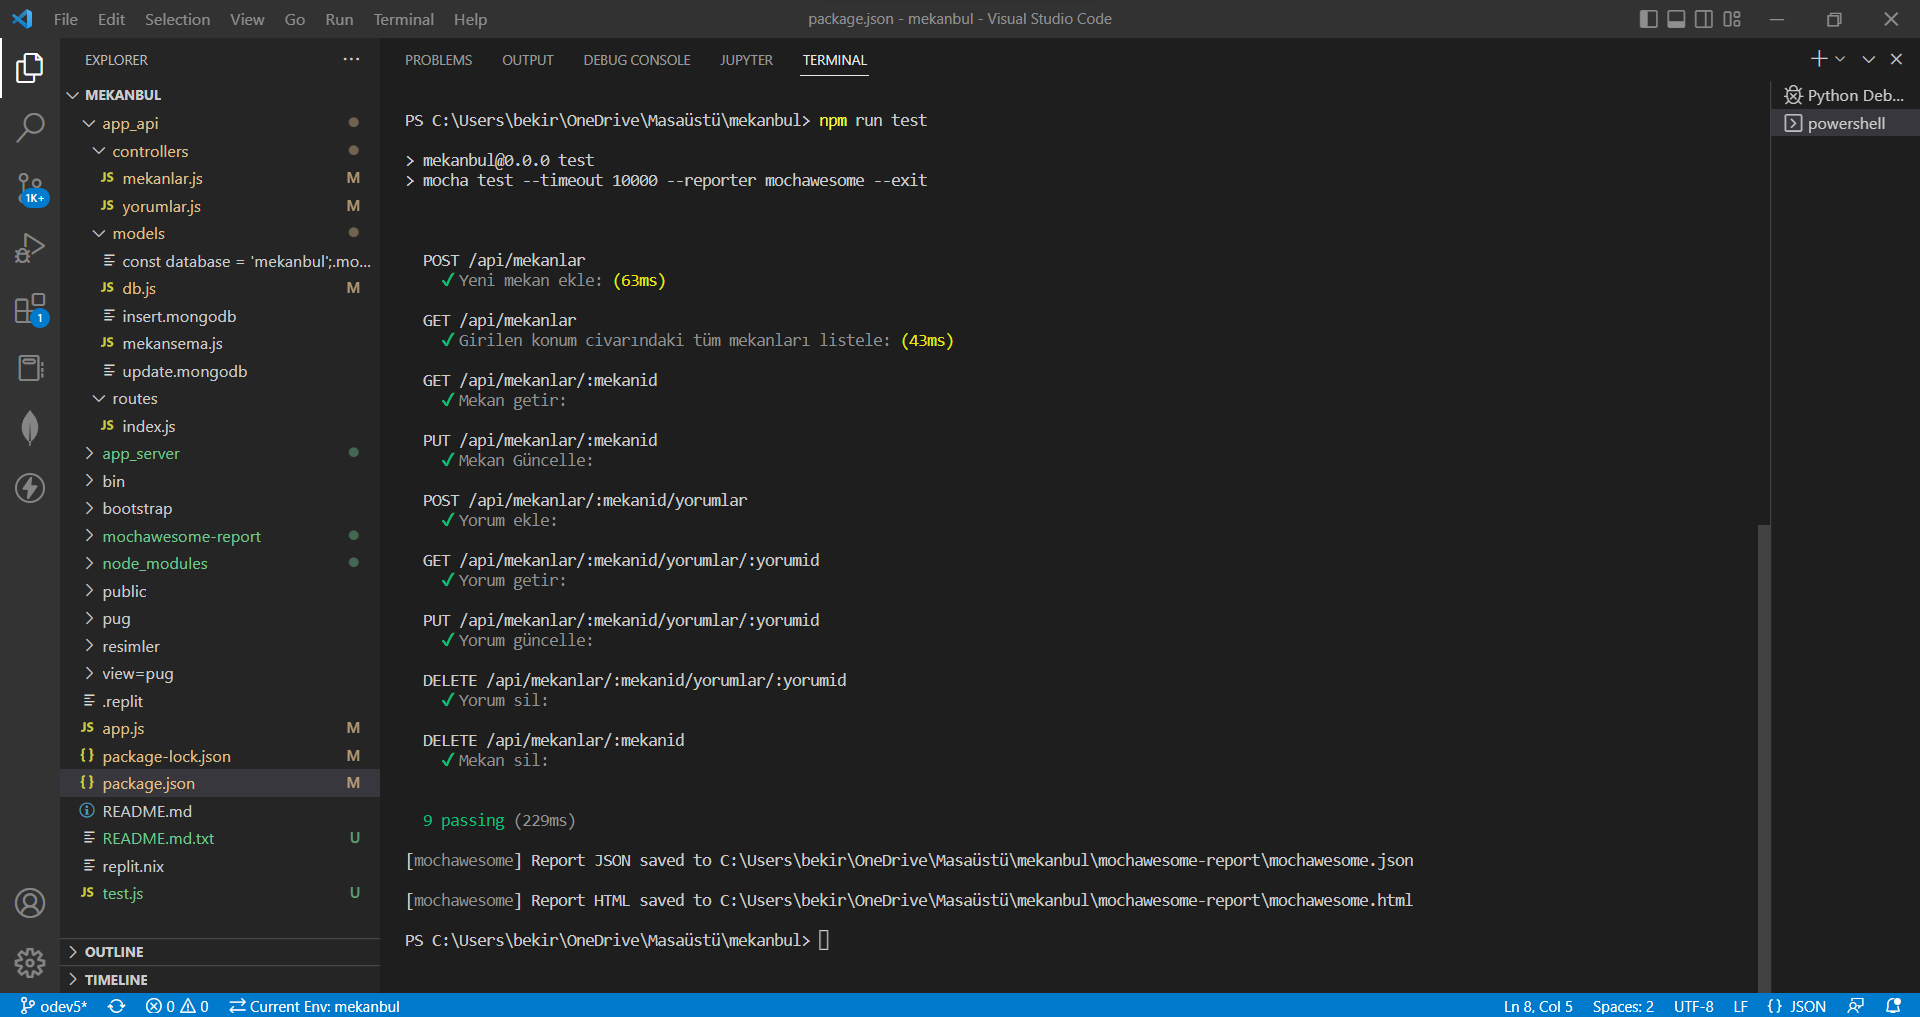 File Edit Selection View Go Run Terminal Help
package.json - mekanbul - Visual Studio Code
EXPLORER
MEKANBUL
app_api
controllers
JS mekanlar.js M
JS yorumlar.js M
models
const database = 'mekanbul';.mo...
JS db.js M
insert.mongodb
JS mekansema.js
update.mongodb
routes
JS index.js
app_server
bin
bootstrap
mochawesome-report
node_modules
public
pug
resimler
view=pug
.replit
JS app.js M
{} package-lock.json M
{} package.json M
README.md
README.md.txt U
replit.nix
JS test.js U
OUTLINE
TIMELINE
1K+
1
PROBLEMS OUTPUT DEBUG CONSOLE JUPYTER TERMINAL
PS C:\Users\bekir\OneDrive\Masaüstü\mekanbul> npm run test
> mekanbul@0.0.0 test
> mocha test --timeout 10000 --reporter mochawesome --exit
POST /api/mekanlar
✓Yeni mekan ekle: (63ms)
GET /api/mekanlar
✓Girilen konum civarındaki tüm mekanları listele: (43ms)
GET /api/mekanlar/:mekanid
✓Mekan getir:
PUT /api/mekanlar/:mekanid
✓Mekan Güncelle:
POST /api/mekanlar/:mekanid/yorumlar
✓Yorum ekle:
GET /api/mekanlar/:mekanid/yorumlar/:yorumid
✓Yorum getir:
PUT /api/mekanlar/:mekanid/yorumlar/:yorumid
✓Yorum güncelle:
DELETE /api/mekanlar/:mekanid/yorumlar/:yorumid
✓Yorum sil:
DELETE /api/mekanlar/:mekanid
✓Mekan sil:
9 passing (229ms)
[mochawesome] Report JSON saved to C:\Users\bekir\OneDrive\Masaüstü\mekanbul\mochawesome-report\mochawesome.json
[mochawesome] Report HTML saved to C:\Users\bekir\OneDrive\Masaüstü\mekanbul\mochawesome-report\mochawesome.html
PS C:\Users\bekir\OneDrive\Masaüstü\mekanbul>
Python Deb...
powershell
odev5* 0 0 Current Env: mekanbul
Ln 8, Col 5 Spaces: 2 UTF-8 LF {} JSON